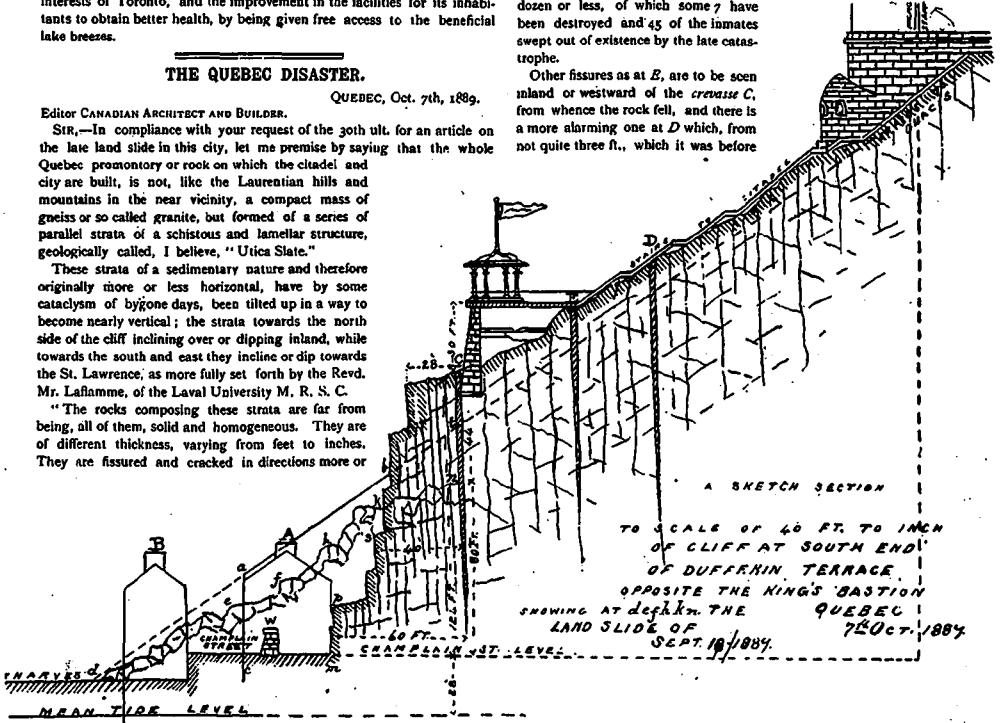 interests of Toronto, and the improvement in the facilities for its inhabi-
tants to obtain better health, by being given free access to the beneficial
lake breezes.
THE QUEBEC DISASTER.
QUEBEC, Oct. 7th, 1889.
Editor CANADIAN ARCHITECT AND BUILDER.
SIR,—In compliance with your request of the 30th ult. for an article on
the late land slide in this city, let me premise by saying that the whole
Quebec promontory or rock on which the citadel and
city are built, is not, like the Laurentian hills and
mountains in the near vicinity, a compact mass of
gneiss or so called granite, but formed of a series of
parallel strata of a schistous and lamellar structure,
geologically called, I believe, "Utica Slate."
These strata of a sedimentary nature and therefore
originally more or less horizontal, have by some
cataclysm of bygone days, been tilted up in a way to
become nearly vertical; the strata towards the north
side of the cliff inclining over or dipping inland, while
towards the south and east they incline or dip towards
the St. Lawrence, as more fully set forth by the Revd.
Mr. Laflamme, of the Laval University M. R. S. C.
"The rocks composing these strata are far from
being, all of them, solid and homogeneous. They are
of different thickness, varying from feet to inches.
They are fissured and cracked in directions more or
dozen or less, of which some 7 have
been destroyed and 45 of the inmates
swept out of existence by the late catas-
trophe.
Other fissures as at B, are to be seen
inland or westward of the crevasse C,
from whence the rock fell, and there is
a more alarming one at D which, from
not quite three ft., which it was before
STAIRS TO CITADEL
D
30 FT.
28
C
44
72
40
80 FT.
124 FT.
60 FT.
B
A
a
b
k
s
h
f
e
W
p
m
c
d
CHAMPLAIN
STREET
CHAMPLAIN ST. LEVEL
WHARVES
28
MEAN TIDE LEVEL
A SKETCH SECTION
TO SCALE OF 40 FT. TO INCH
OF CLIFF AT SOUTH END
OF DUFFERIN TERRACE
OPPOSITE THE KING'S BASTION
SHOWING AT defhkn THE QUEBEC
LAND SLIDE OF 7th OCT. 1889.
SEPT. 19/1889.